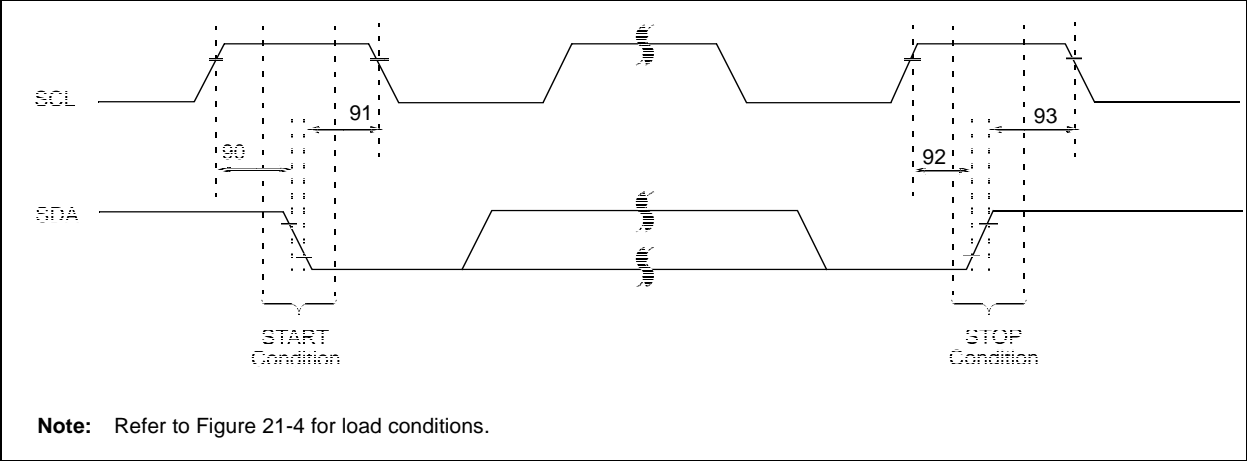 SCL
91
93
90
92
SDA
START
Condition
STOP
Condition
Note: Refer to Figure 21-4 for load conditions.